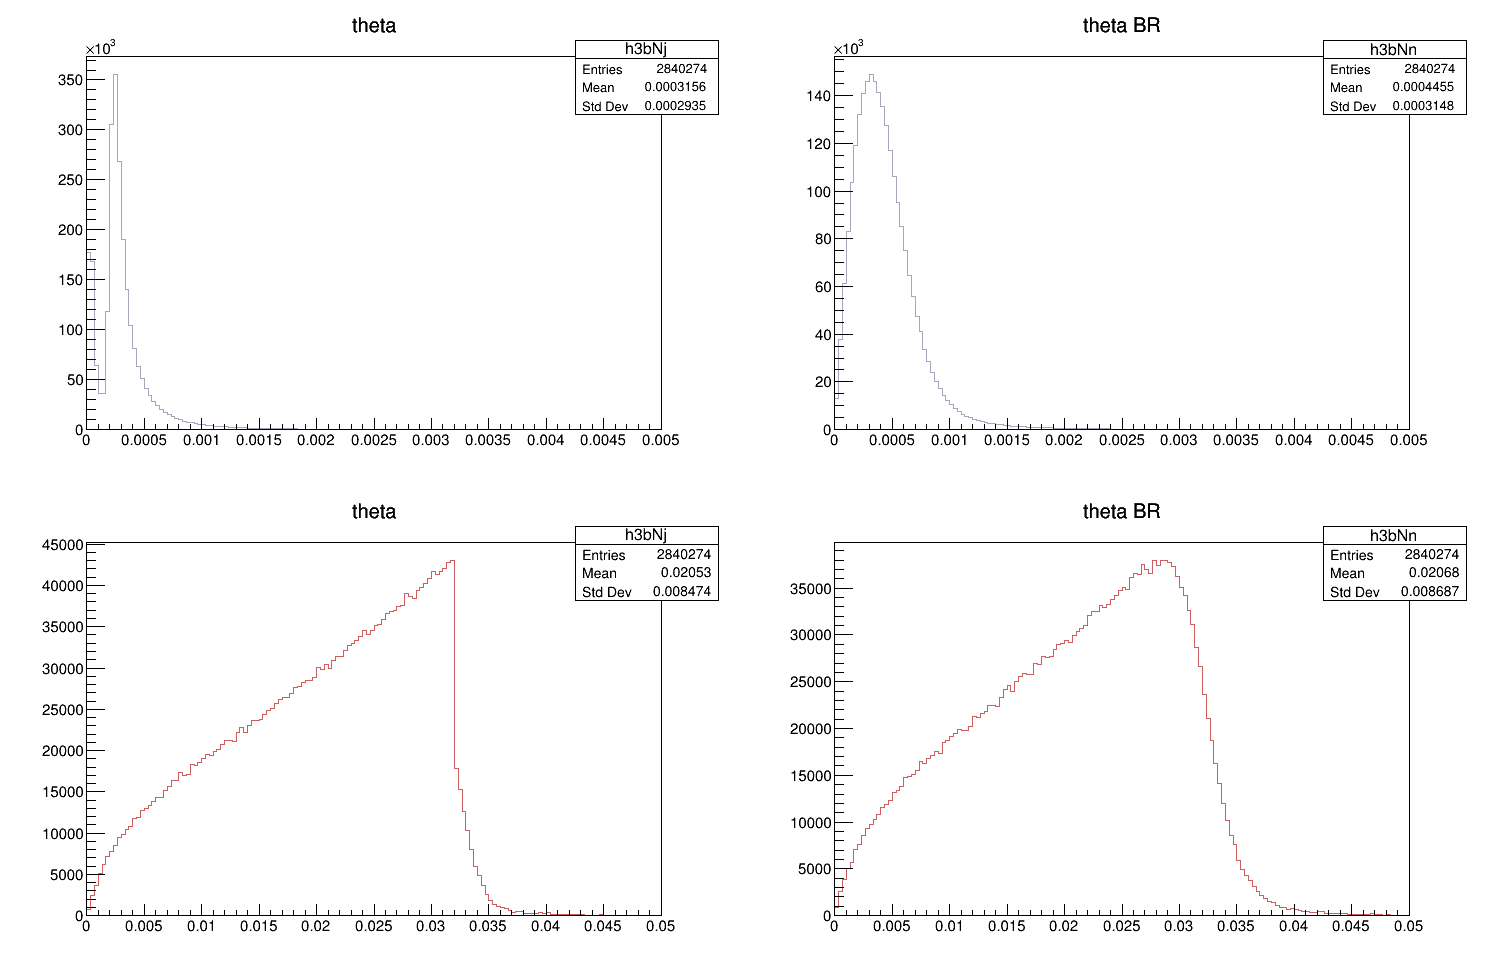 theta
×10³
h3bNj
Entries 2840274
Mean 0.0003156
Std Dev 0.0002935
350
300
250
200
150
100
50
0
0 0.0005 0.001 0.0015 0.002 0.0025 0.003 0.0035 0.004 0.0045 0.005
theta BR
×10³
h3bNn
Entries 2840274
Mean 0.0004455
Std Dev 0.0003148
140
120
100
80
60
40
20
0
0 0.0005 0.001 0.0015 0.002 0.0025 0.003 0.0035 0.004 0.0045 0.005
theta
h3bNj
Entries 2840274
Mean 0.02053
Std Dev 0.008474
45000
40000
35000
30000
25000
20000
15000
10000
5000
0
0 0.005 0.01 0.015 0.02 0.025 0.03 0.035 0.04 0.045 0.05
theta BR
h3bNn
Entries 2840274
Mean 0.02068
Std Dev 0.008687
35000
30000
25000
20000
15000
10000
5000
0
0 0.005 0.01 0.015 0.02 0.025 0.03 0.035 0.04 0.045 0.05